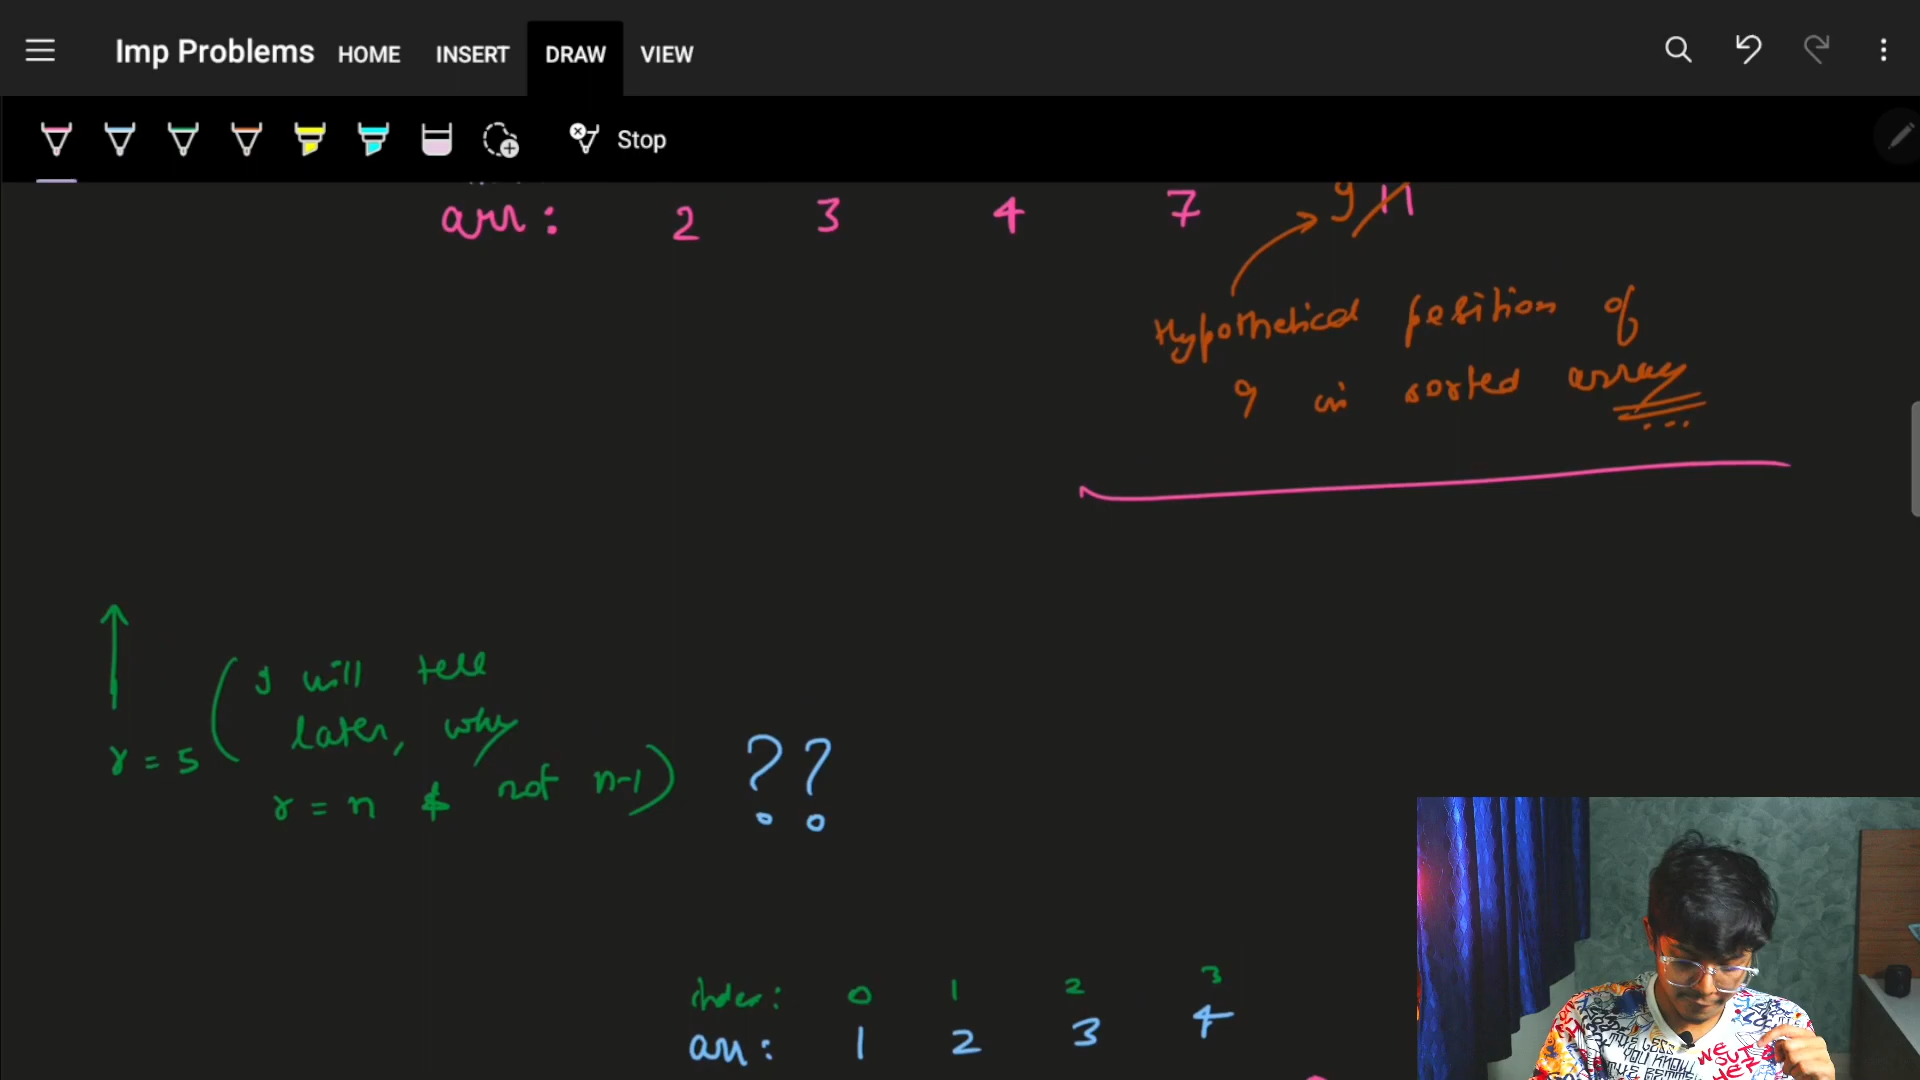 Imp Problems HOME INSERT DRAW VIEW
Stop
arr: 2 3 4 7 9 11
Hypothetical position of
9 in sorted array
I will tell
later, why
r = 5
r = n & not n-1) ??
index: 0 1 2 3
arr: 1 2 3 4